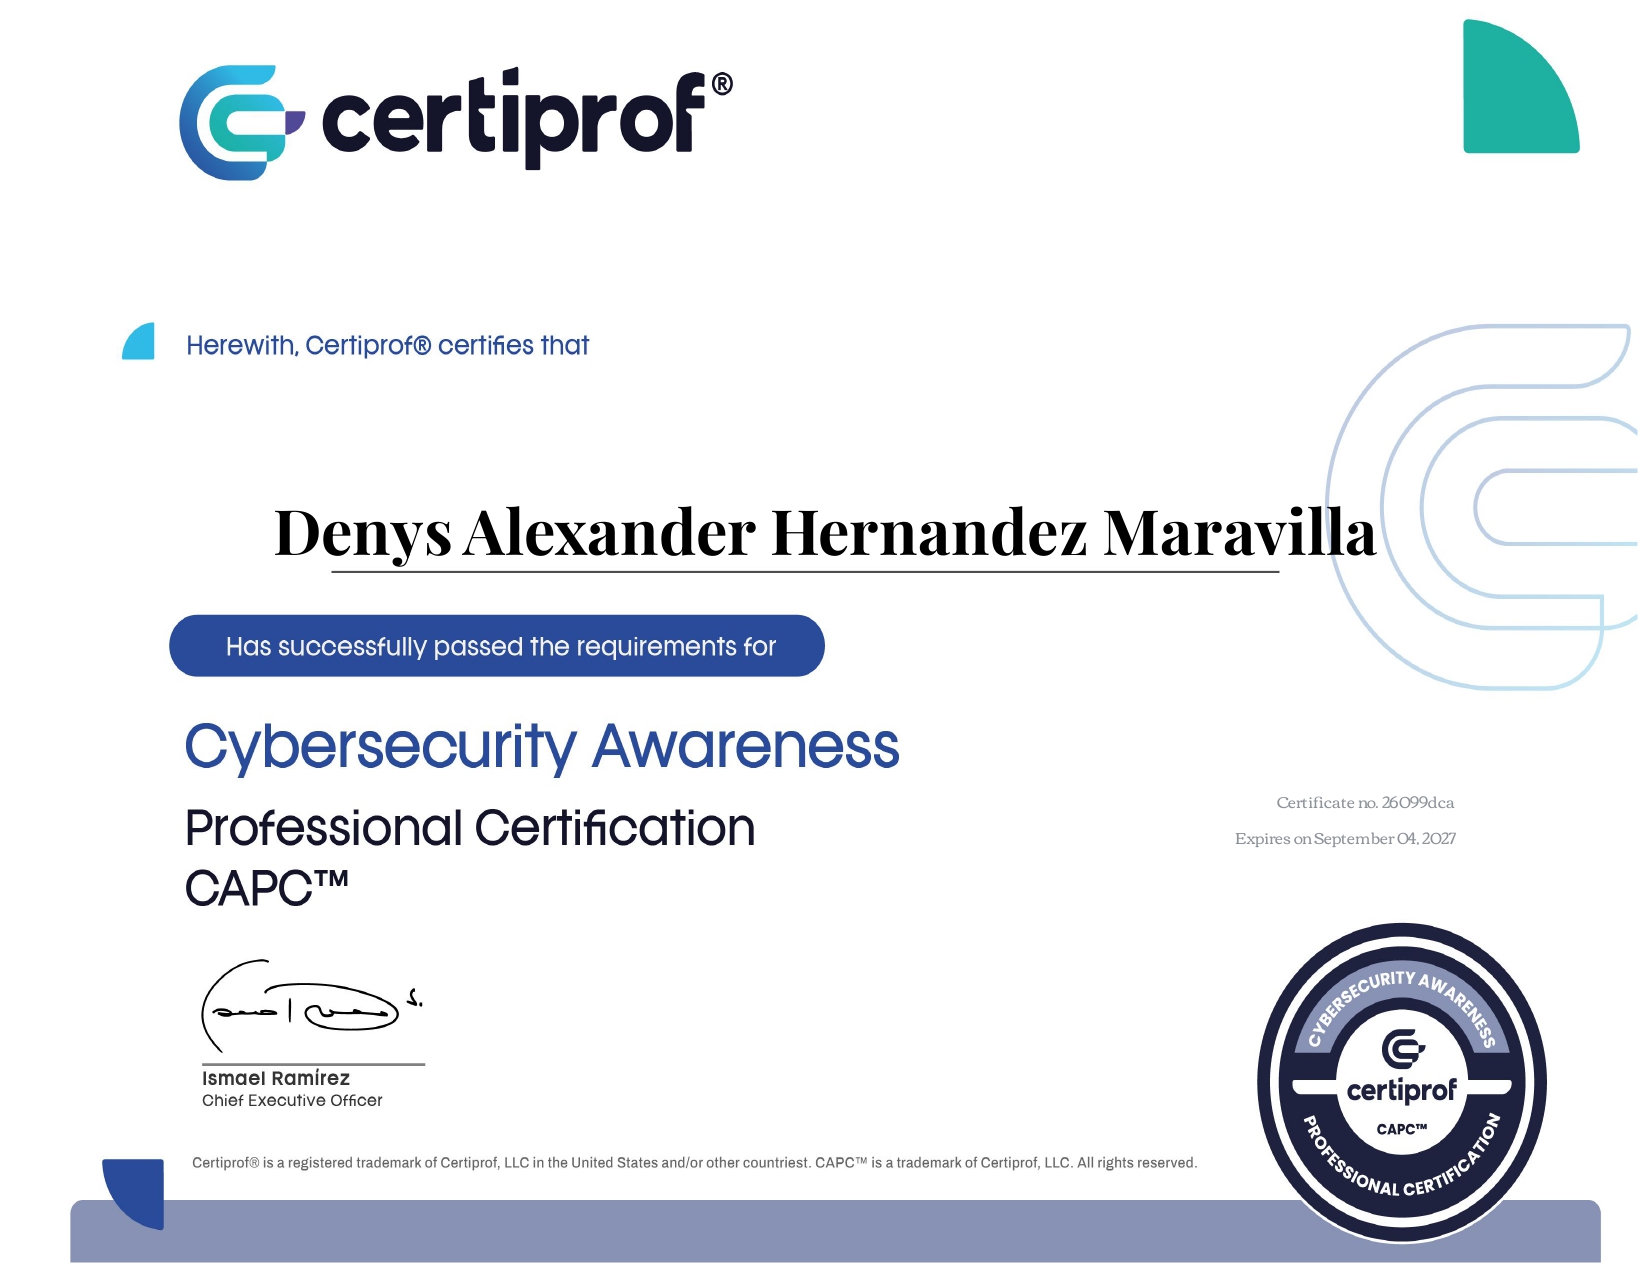 certiprof®
Herewith, Certiprof® certifies that
Denys Alexander Hernandez Maravilla
Has successfully passed the requirements for
Cybersecurity Awareness
Professional Certification
CAPC™
Certificate no. 26099dca
Expires on September 04, 2027
Ismael Ramírez
Chief Executive Officer
CYBERSECURITY AWARENESS
certiprof
CAPC™
PROFESSIONAL CERTIFICATION
Certiprof® is a registered trademark of Certiprof, LLC in the United States and/or other countriest. CAPC™ is a trademark of Certiprof, LLC. All rights reserved.